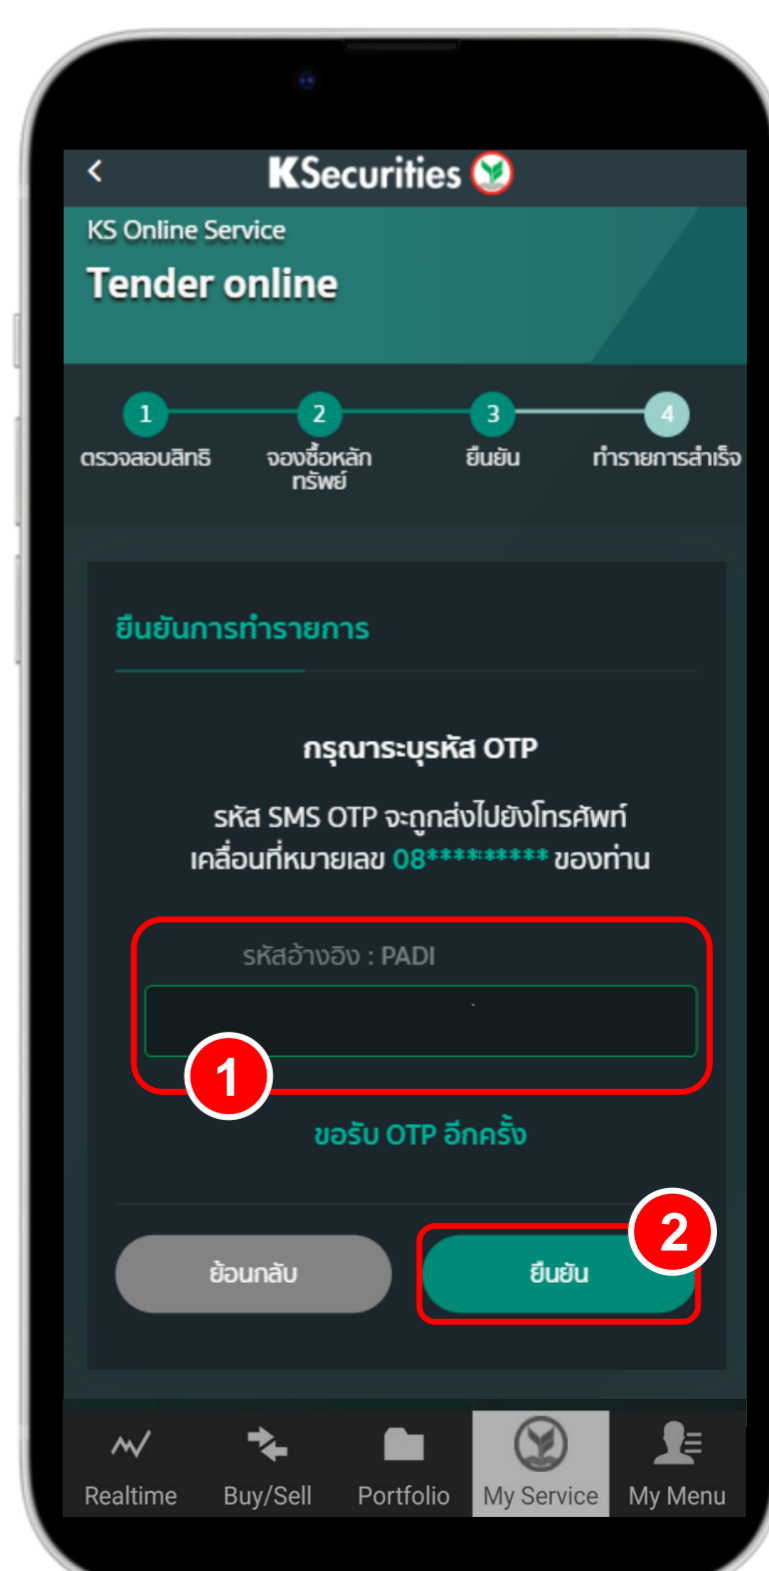 KSecurities
KS Online Service
Tender online
1 2 3 4
ตรวจสอบสิทธิ จองซื้อหลัก ยืนยัน ทำรายการสำเร็จ
ทรัพย์
ยืนยันการทำรายการ
กรุณาระบุรหัส OTP
รหัส SMS OTP จะถูกส่งไปยังโทรศัพท์
เคลื่อนที่หมายเลข 08********** ของท่าน
รหัสอ้างอิง : PADI
1
ขอรับ OTP อีกครั้ง
2
ย้อนกลับ ยืนยัน
Realtime Buy/Sell Portfolio My Service My Menu